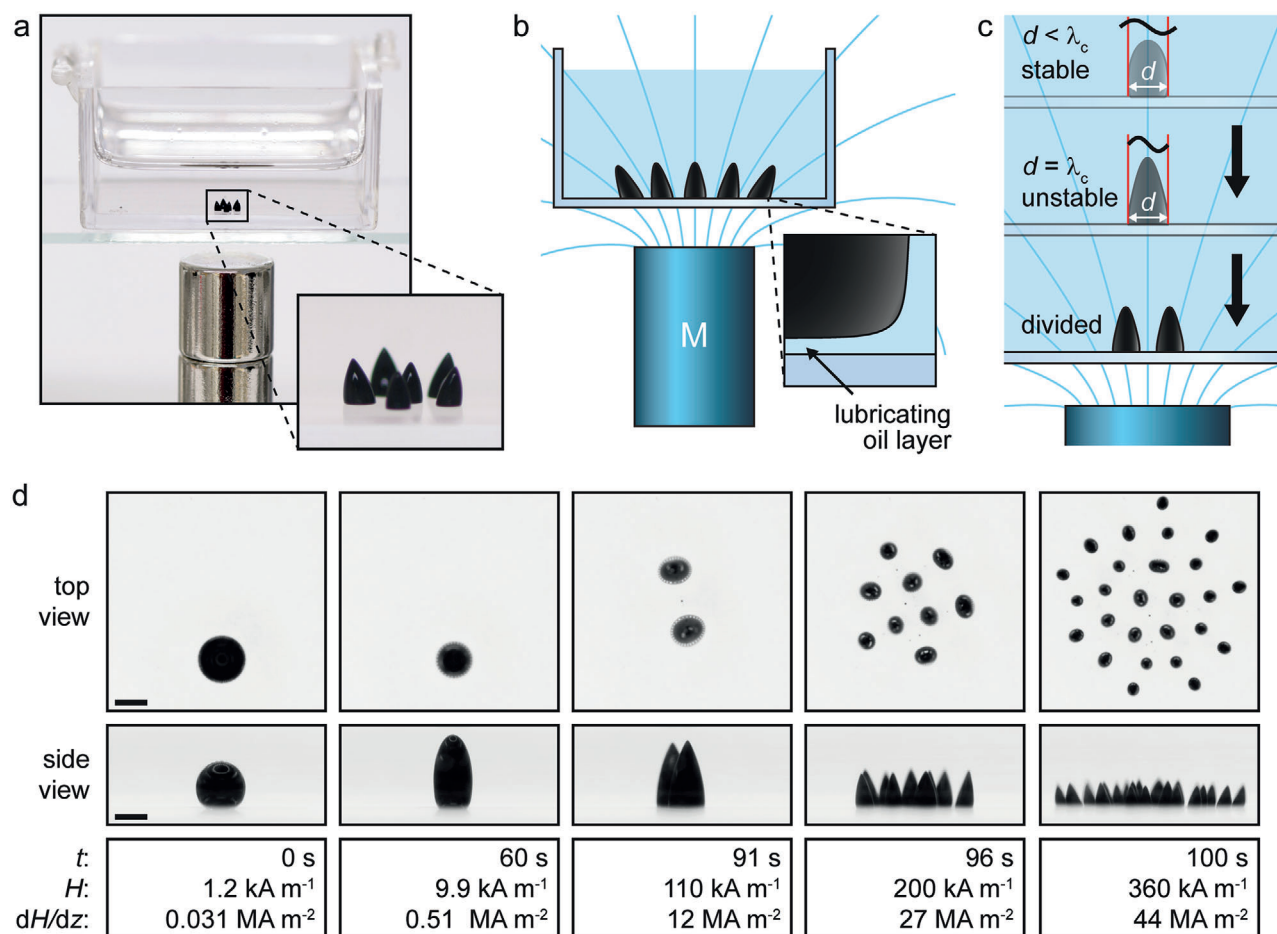 a
b
M
lubricating
oil layer
c
d < λc
stable
d
d = λc
unstable
d
divided
d
top
view
side
view
t: 0 s 60 s 91 s 96 s 100 s
H: 1.2 kA m⁻¹ 9.9 kA m⁻¹ 110 kA m⁻¹ 200 kA m⁻¹ 360 kA m⁻¹
dH/dz: 0.031 MA m⁻² 0.51 MA m⁻² 12 MA m⁻² 27 MA m⁻² 44 MA m⁻²